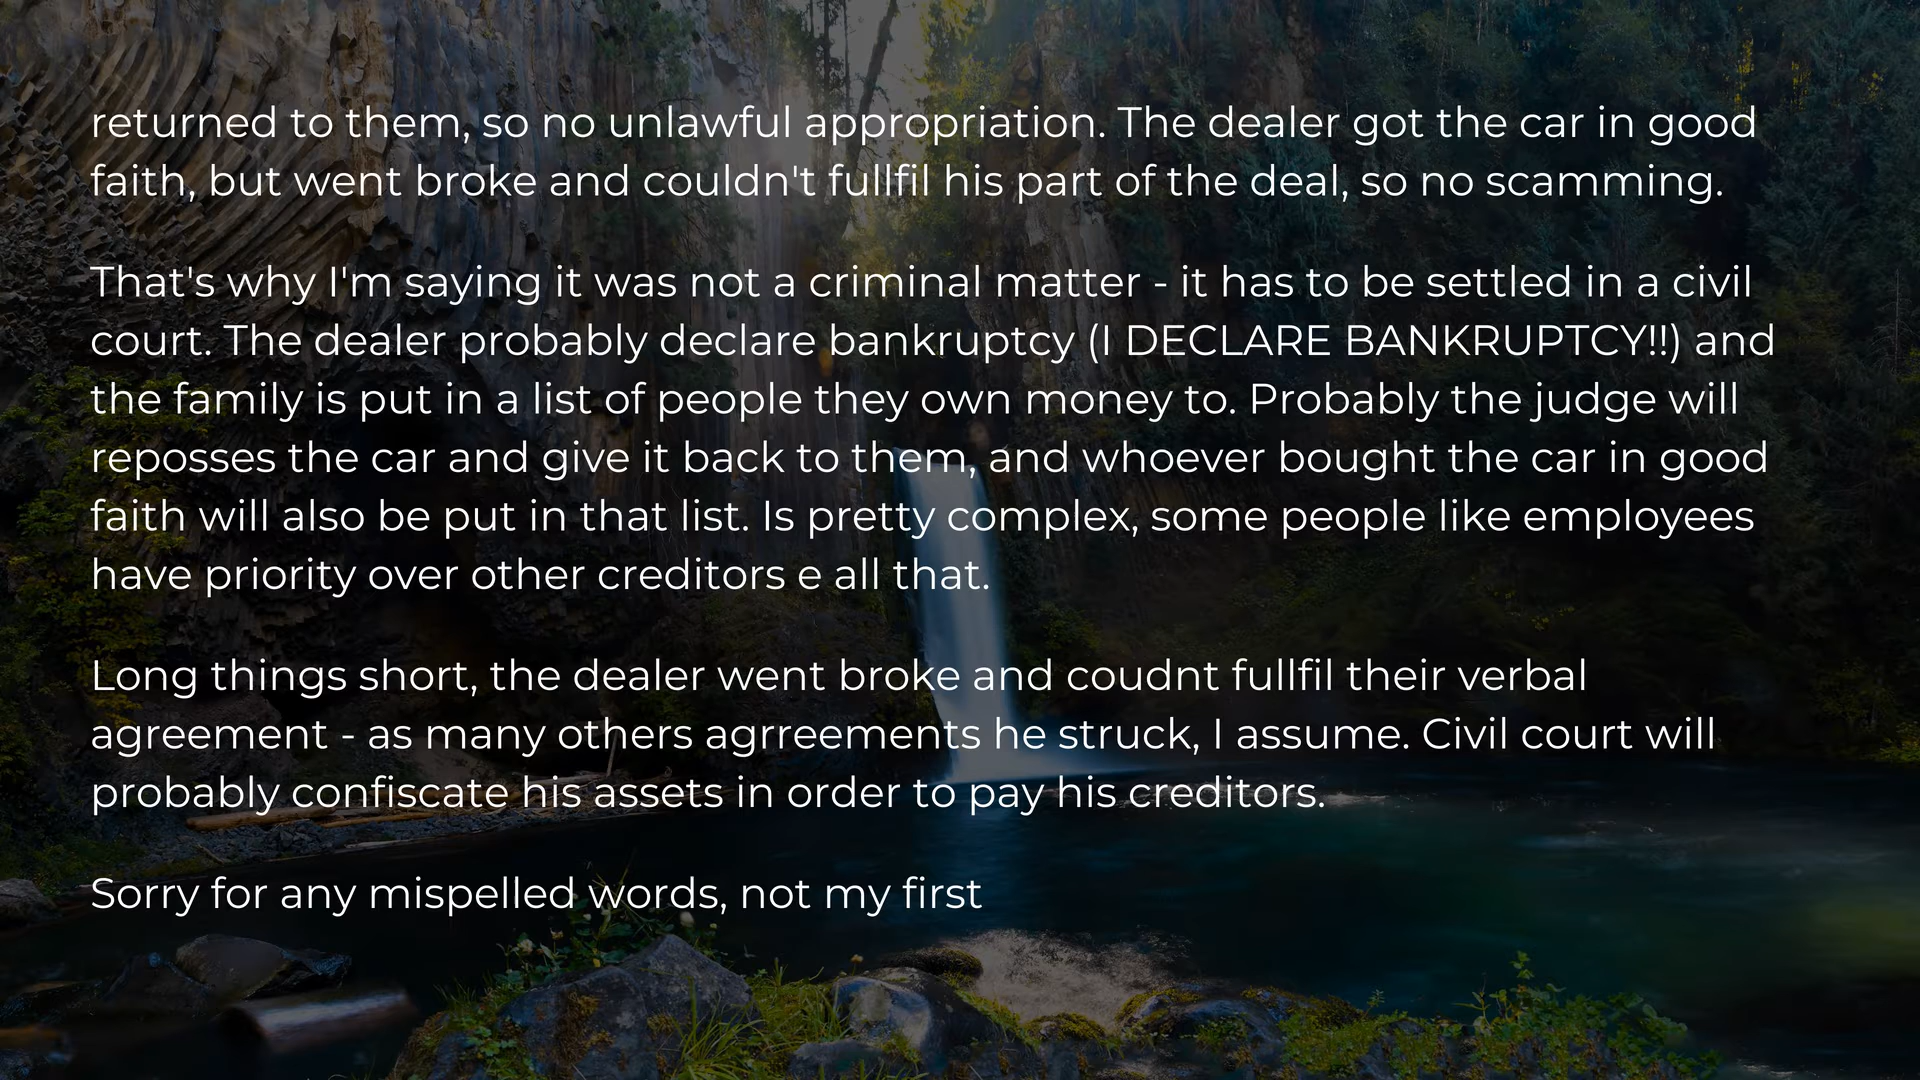 returned to them, so no unlawful appropriation. The dealer got the car in good
faith, but went broke and couldn't fullfil his part of the deal, so no scamming.
That's why I'm saying it was not a criminal matter - it has to be settled in a civil
court. The dealer probably declare bankruptcy (I DECLARE BANKRUPTCY!!) and
the family is put in a list of people they own money to. Probably the judge will
reposses the car and give it back to them, and whoever bought the car in good
faith will also be put in that list. Is pretty complex, some people like employees
have priority over other creditors e all that.
Long things short, the dealer went broke and coudnt fullfil their verbal
agreement - as many others agrreements he struck, I assume. Civil court will
probably confiscate his assets in order to pay his creditors.
Sorry for any mispelled words, not my first